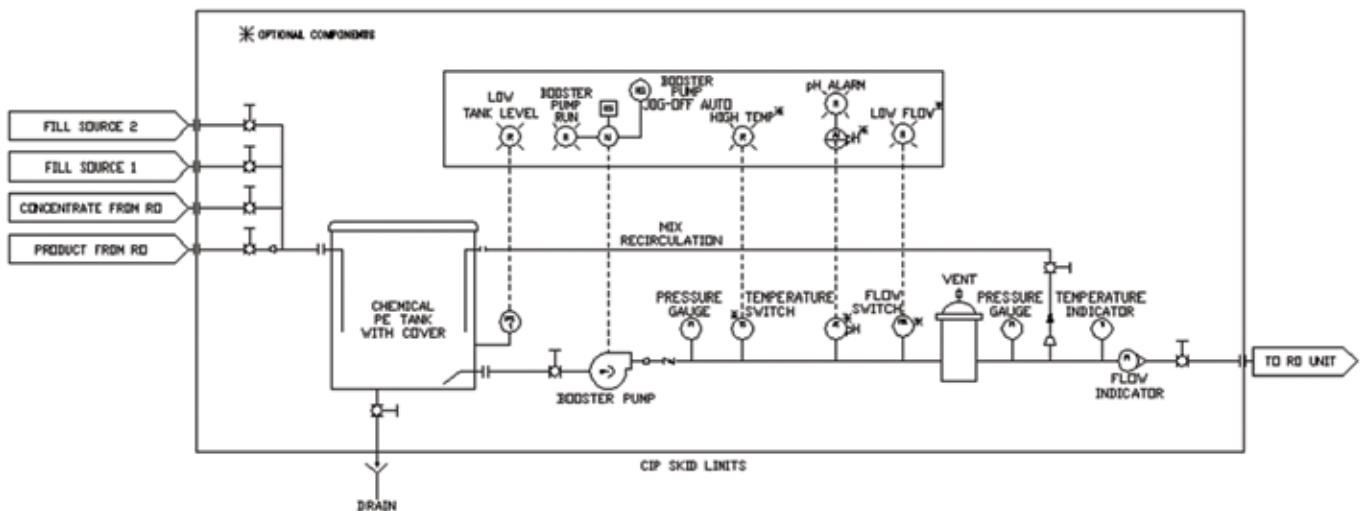 OPTIONAL COMPONENTS
LOW
TANK LEVEL
BOOSTER
PUMP
RUN
BOOSTER
PUMP
JOG-OFF AUTO
HIGH TEMP
pH ALARM
pH
LOW FLOW
FILL SOURCE 2
FILL SOURCE 1
CONCENTRATE FROM RO
PRODUCT FROM RO
MIX
RECIRCULATION
CHEMICAL
PE TANK
WITH COVER
PRESSURE
GAUGE
TEMPERATURE
SWITCH
pH
FLOW
SWITCH
VENT
PRESSURE
GAUGE
TEMPERATURE
INDICATOR
BOOSTER PUMP
FLOW
INDICATOR
TO RO UNIT
CIP SKID LINITS
DRAIN